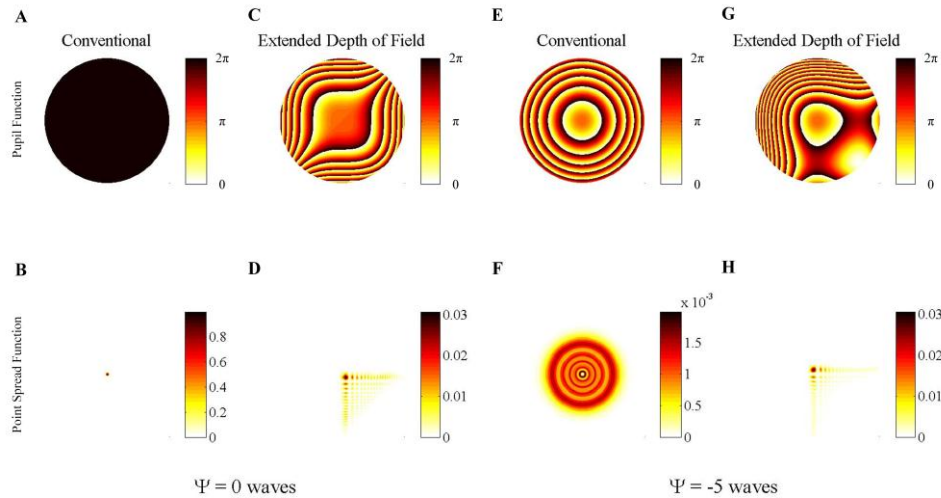 A C E G
Conventional Extended Depth of Field Conventional Extended Depth of Field
Pupil Function
2π 2π 2π 2π
π π π π
0 0 0 0
B D F H
x 10⁻³
Point Spread Function
0.8 0.03 1.5 0.03
0.6 0.02 1 0.02
0.4 0.01 0.5 0.01
0.2
0 0 0 0
Ψ = 0 waves Ψ = -5 waves